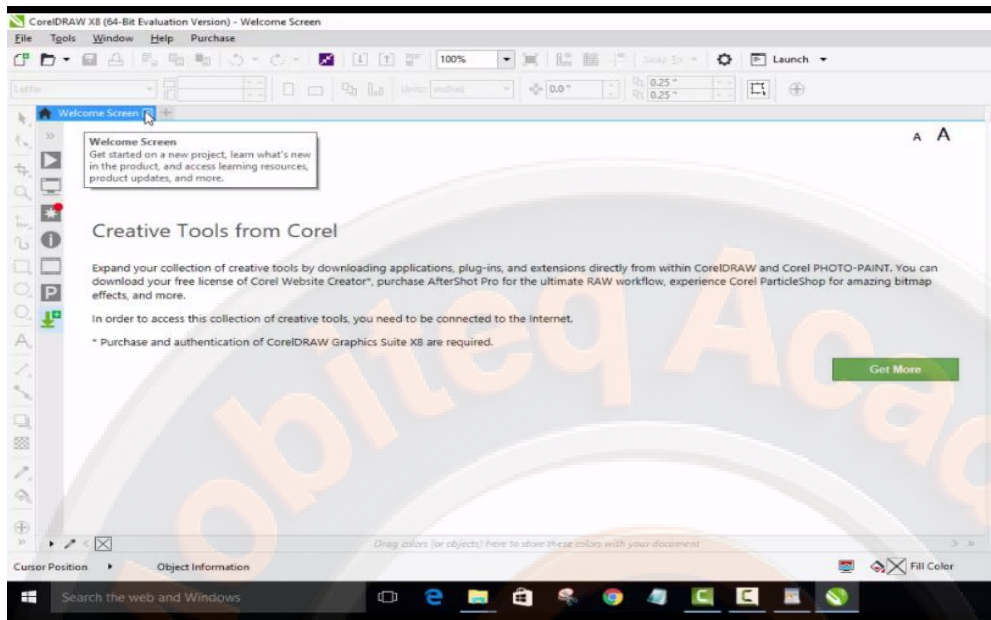 CorelDRAW X8 (64-Bit Evaluation Version) - Welcome Screen
File Tools Window Help Purchase
100% Snap To Launch
Letter Units: inches 0.0 " 0.25 "
0.25 "
Welcome Screen
Welcome Screen
Get started on a new project, learn what's new
in the product, and access learning resources,
product updates, and more.
A A
Creative Tools from Corel
Expand your collection of creative tools by downloading applications, plug-ins, and extensions directly from within CorelDRAW and Corel PHOTO-PAINT. You can
download your free license of Corel Website Creator*, purchase AfterShot Pro for the ultimate RAW workflow, experience Corel ParticleShop for amazing bitmap
effects, and more.
In order to access this collection of creative tools, you need to be connected to the Internet.
* Purchase and authentication of CorelDRAW Graphics Suite X8 are required.
Get More
obiteq Aca
Drag colors (or objects) here to store these colors with your document
Cursor Position Object Information Fill Color
Search the web and Windows